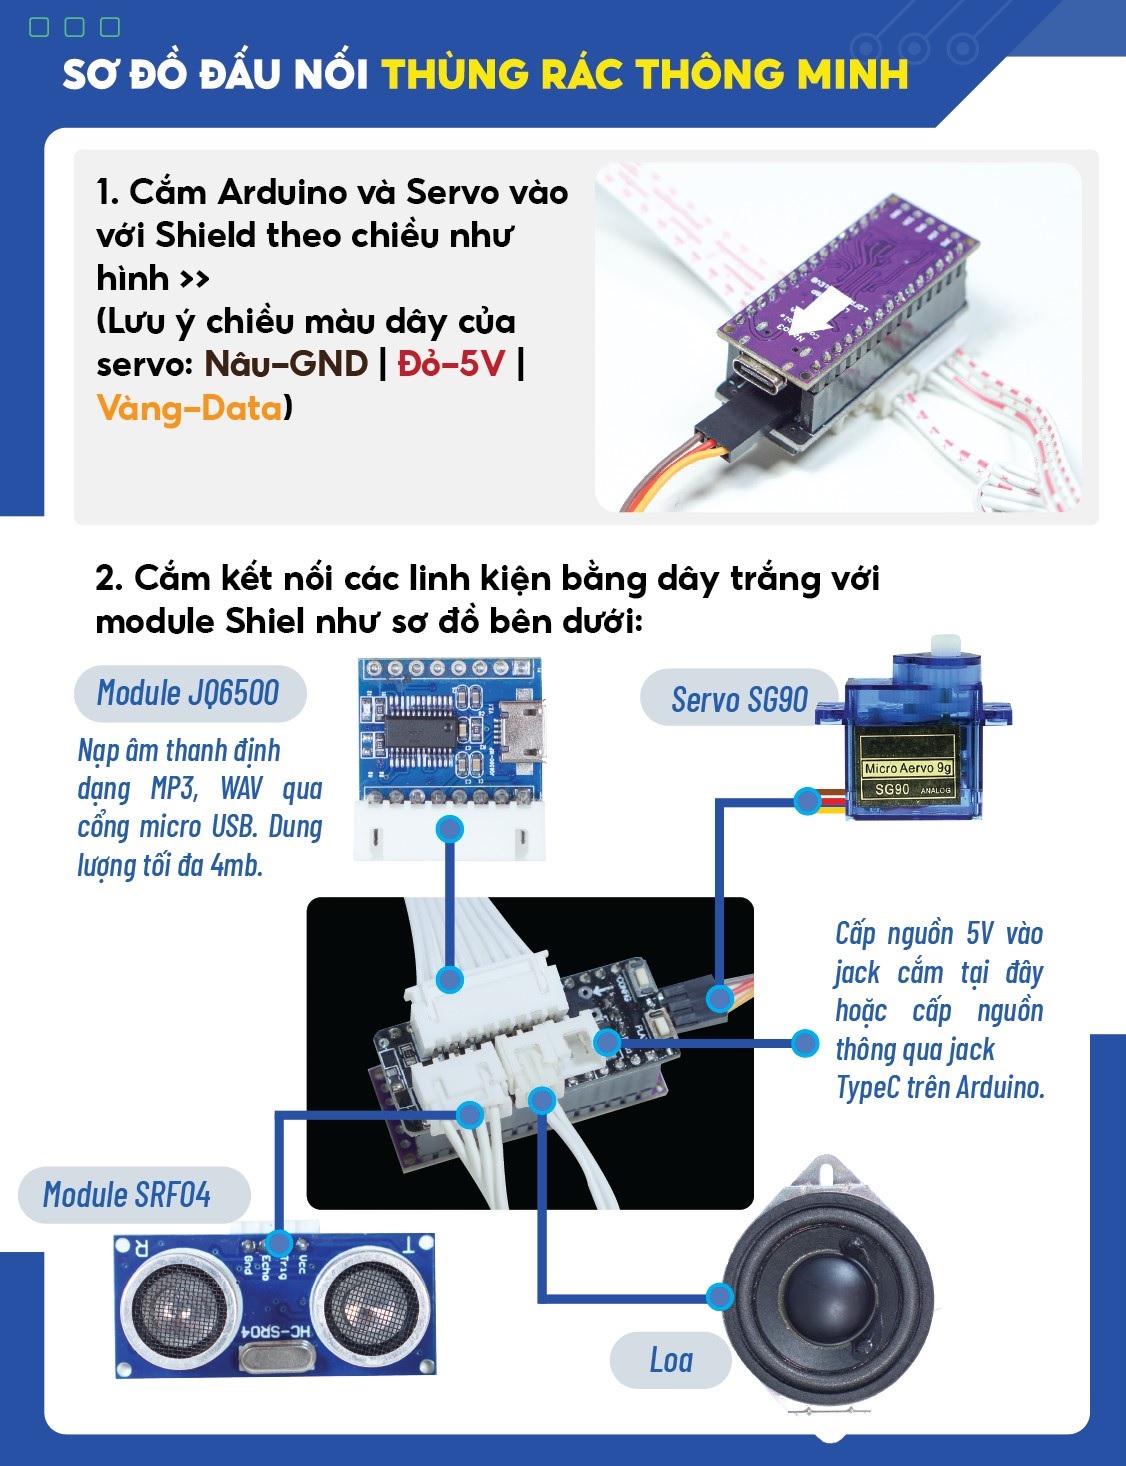 SƠ ĐỒ ĐẤU NỐI THÙNG RÁC THÔNG MINH
1. Cắm Arduino và Servo vào
với Shield theo chiều như
hình >>
(Lưu ý chiều màu dây của
servo: Nâu-GND | Đỏ-5V |
Vàng-Data)
2. Cắm kết nối các linh kiện bằng dây trắng với
module Shiel như sơ đồ bên dưới:
Module JQ6500
Nạp âm thanh định
dạng MP3, WAV qua
cổng micro USB. Dung
lượng tối đa 4mb.
Servo SG90
Micro Aervo 9g
SG90 ANALOG
Cấp nguồn 5V vào
jack cắm tại đây
hoặc cấp nguồn
thông qua jack
TypeC trên Arduino.
CONFIG
Module SRF04
R
T
Gnd
Echo
Trig
Vcc
HC-SR04
Loa